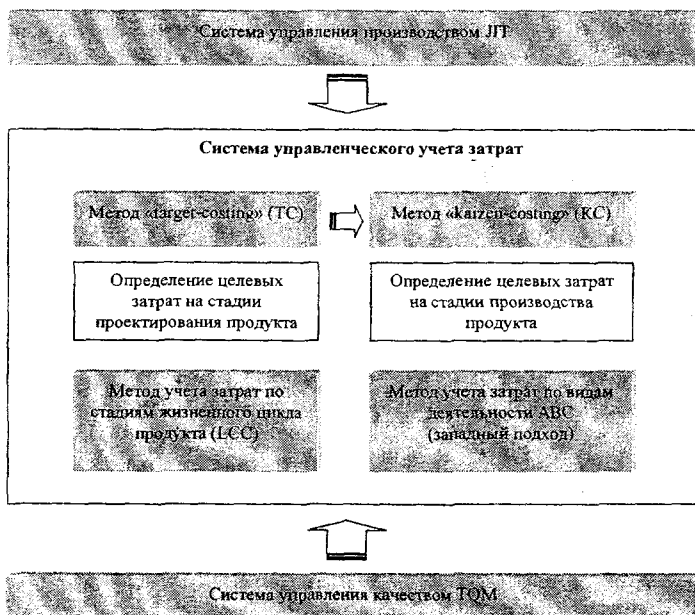 Система управления производством JIT
Система управленческого учета затрат
Метод «target-costing» (TC)
Метод «kaizen-costing» (KC)
Определение целевых
затрат на стадии
проектирования продукта
Определение целевых затрат
на стадии производства
продукта
Метод учета затрат по
стадиям жизненного цикла
продукта (LCC)
Метод учета затрат по видам
деятельности ABC
(западный подход)
Система управления качеством TQM